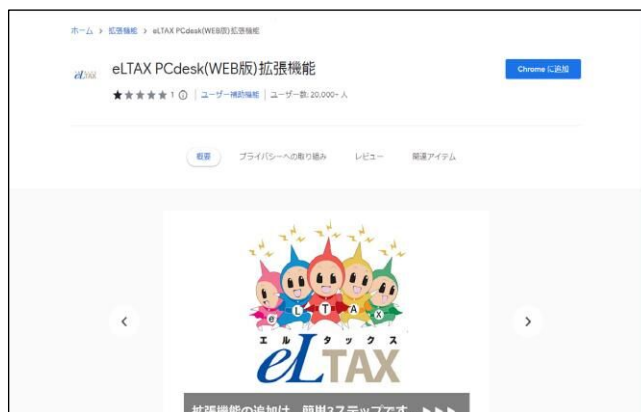 ホーム > 拡張機能 > eLTAX PCdesk(WEB版)拡張機能
eLTAX
eLTAX PCdesk(WEB版)拡張機能
Chrome に追加
★★★★★ 1 ⓘ | ユーザー補助機能 | ユーザー数: 20,000+ 人
概要 プライバシーへの取り組み レビュー 関連アイテム
e L T A X
エルタックス
eLTAX
拡張機能の追加は、簡単3ステップです ▶▶▶